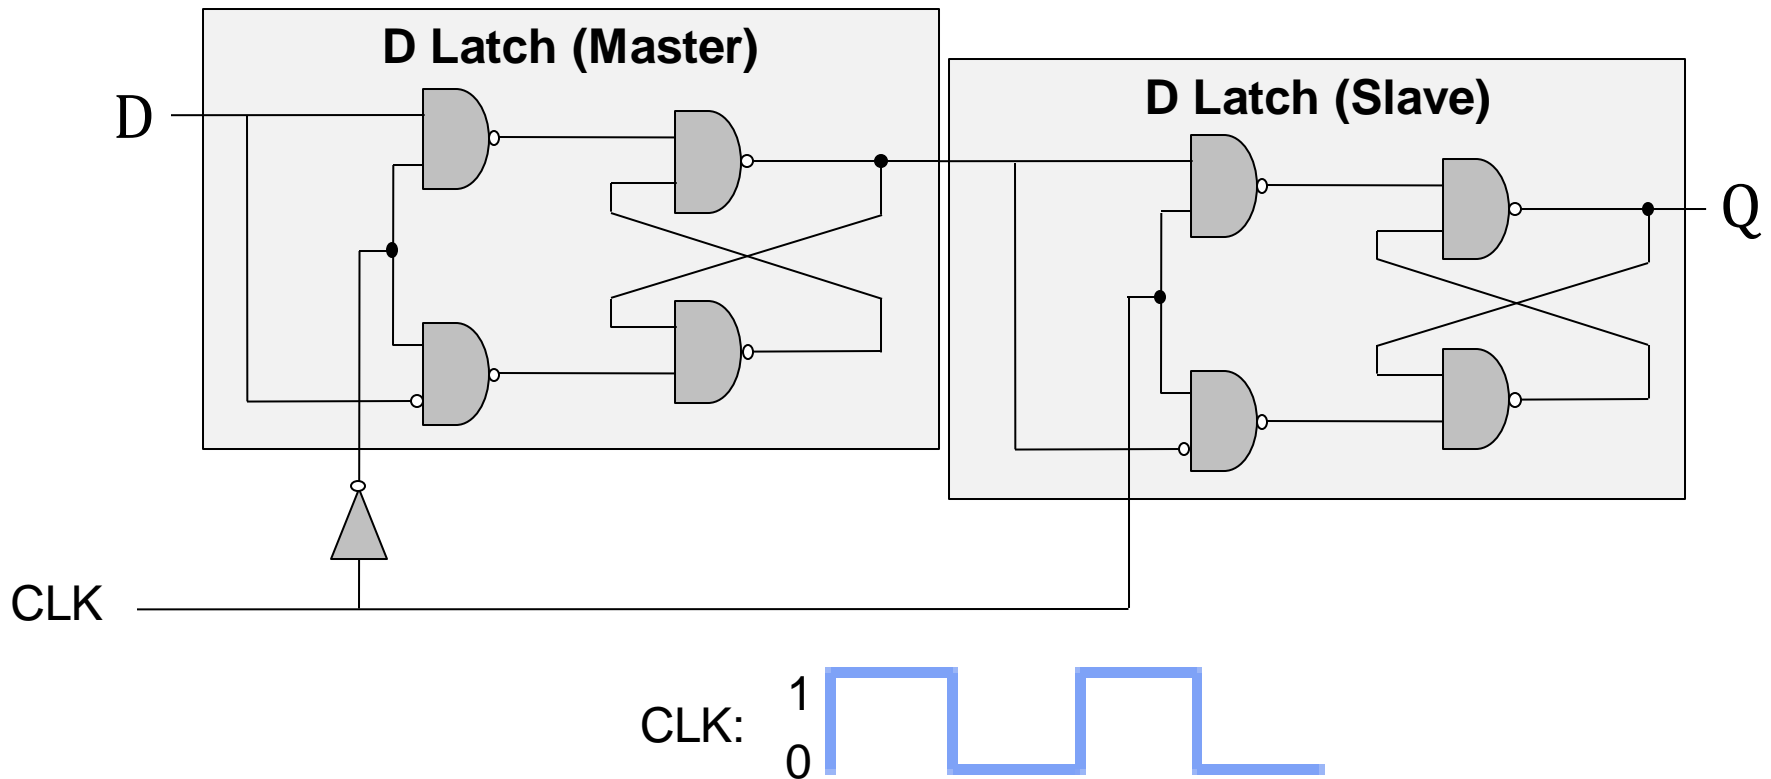 D Latch (Master)
D Latch (Slave)
D
Q
CLK
1
CLK:
0